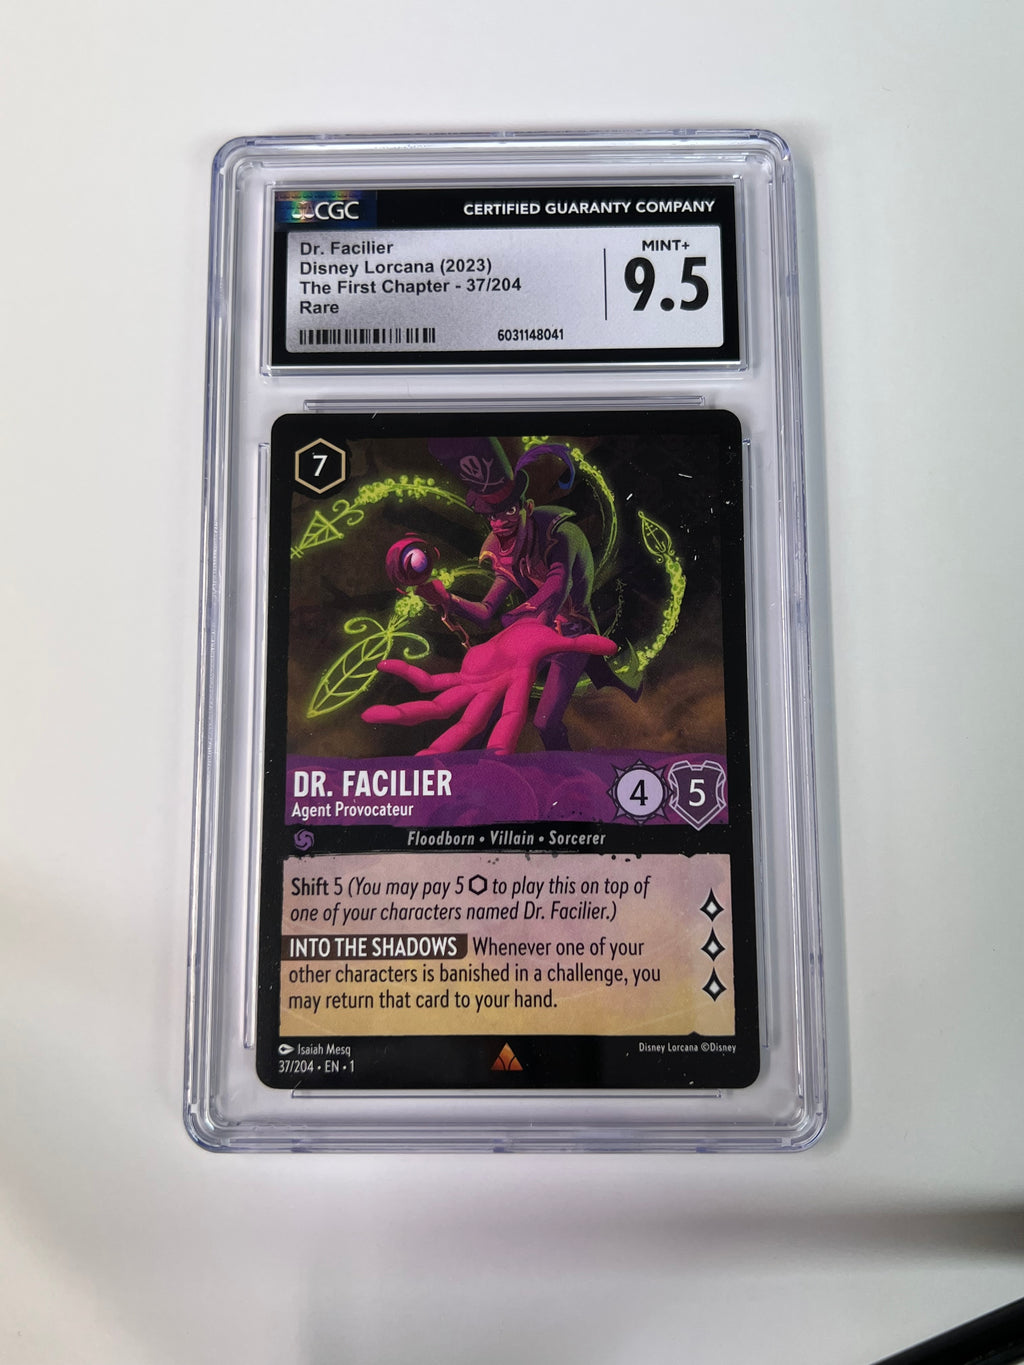 CGC
CERTIFIED GUARANTY COMPANY
Dr. Facilier
Disney Lorcana (2023)
The First Chapter - 37/204
Rare
MINT+
9.5
6031148041
7
DR. FACILIER
Agent Provocateur
4
5
Floodborn • Villain • Sorcerer
Shift 5 (You may pay 5 ⬡ to play this on top of
one of your characters named Dr. Facilier.)
INTO THE SHADOWS Whenever one of your
other characters is banished in a challenge, you
may return that card to your hand.
Isaiah Mesq
37/204 • EN • 1
Disney Lorcana ©Disney